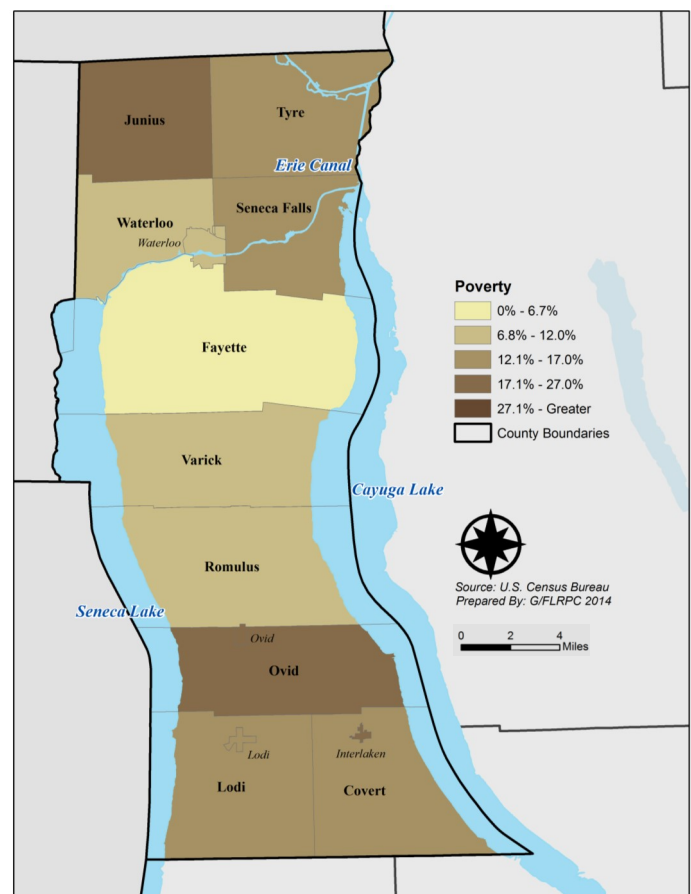 Junius
Tyre
Erie Canal
Seneca Falls
Waterloo
Waterloo
Fayette
Poverty
0% - 6.7%
6.8% - 12.0%
12.1% - 17.0%
17.1% - 27.0%
27.1% - Greater
County Boundaries
Varick
Cayuga Lake
Romulus
Source: U.S. Census Bureau
Prepared By: G/FLRPC 2014
Seneca Lake
0 2 4
Miles
Ovid
Ovid
Lodi
Interlaken
Lodi
Covert